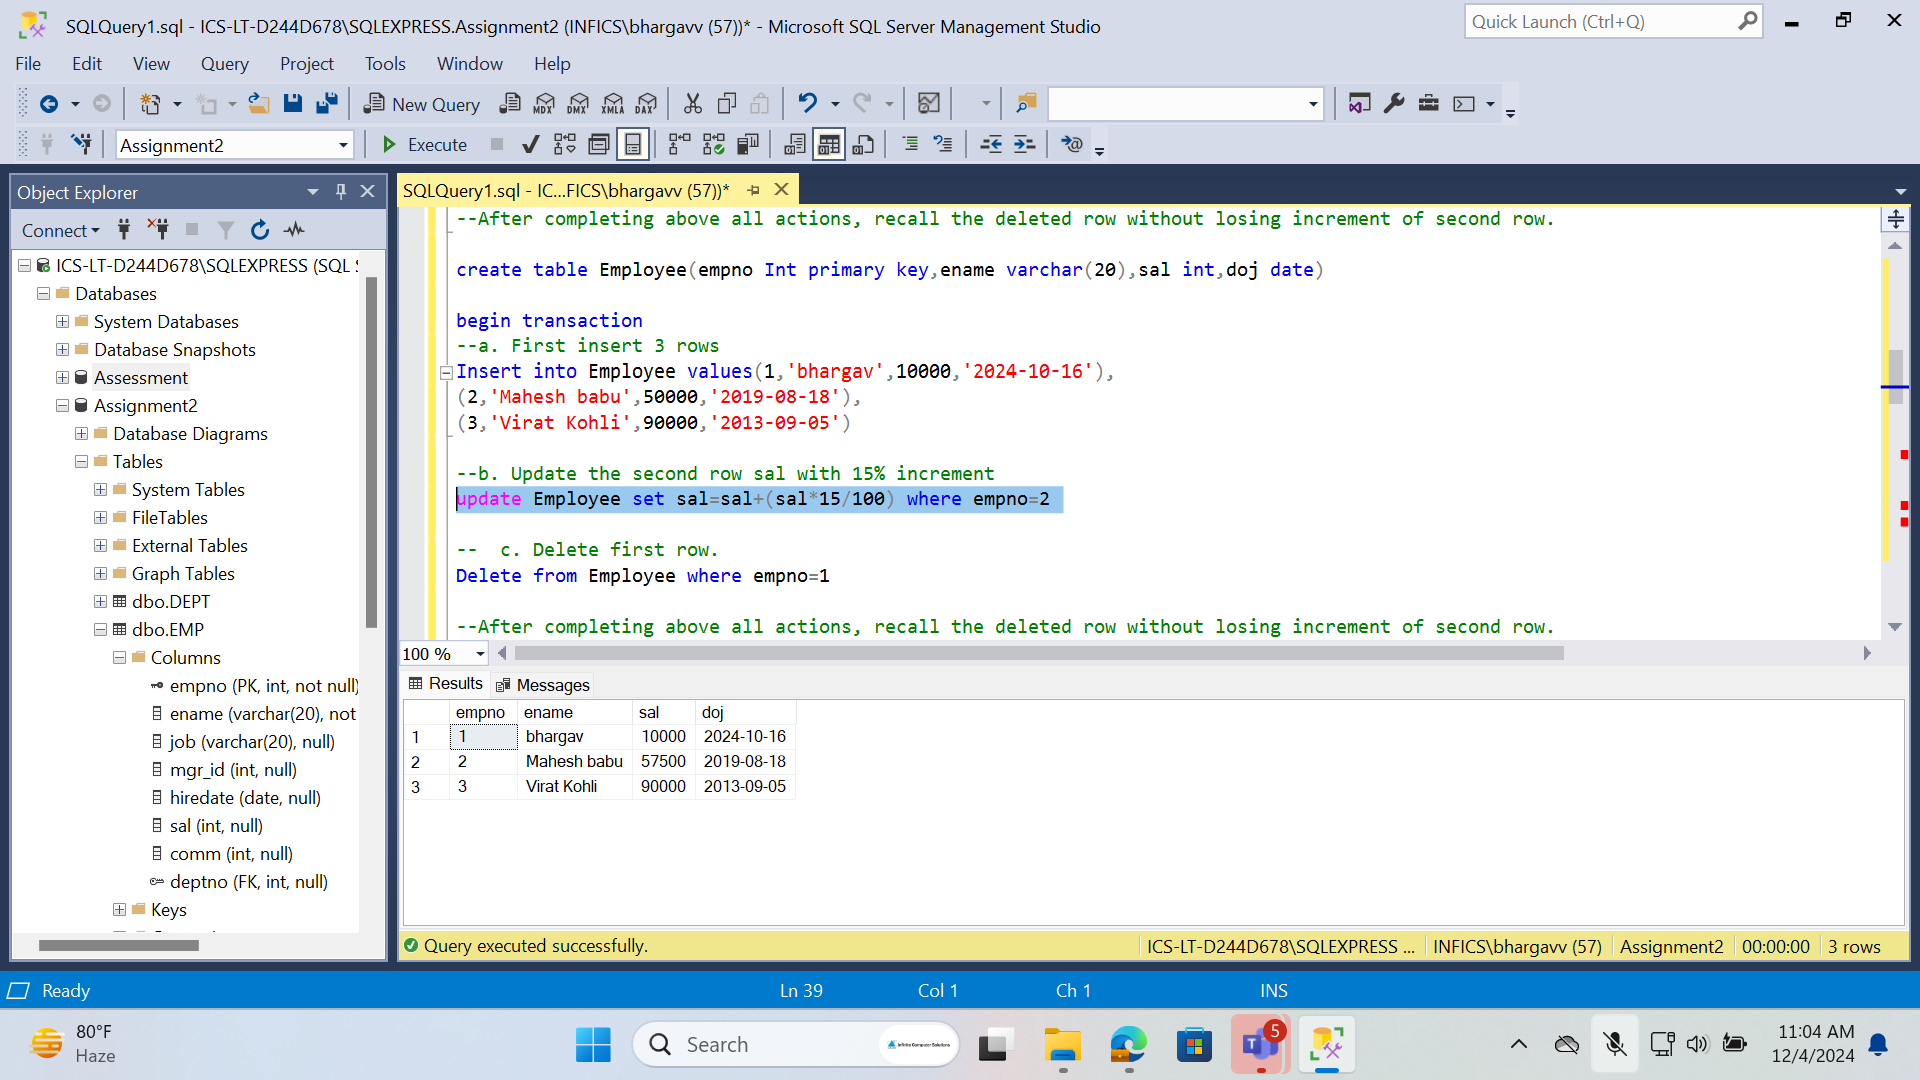 SQLQuery1.sql - ICS-LT-D244D678\SQLEXPRESS.Assignment2 (INFICS\bhargavv (57))* - Microsoft SQL Server Management Studio
Quick Launch (Ctrl+Q)
File Edit View Query Project Tools Window Help
New Query MDX DMX XMLA DAX
Assignment2 Execute
Object Explorer
Connect
ICS-LT-D244D678\SQLEXPRESS (SQL S
Databases
System Databases
Database Snapshots
Assessment
Assignment2
Database Diagrams
Tables
System Tables
FileTables
External Tables
Graph Tables
dbo.DEPT
dbo.EMP
Columns
empno (PK, int, not null)
ename (varchar(20), not
job (varchar(20), null)
mgr_id (int, null)
hiredate (date, null)
sal (int, null)
comm (int, null)
deptno (FK, int, null)
Keys
SQLQuery1.sql - IC...FICS\bhargavv (57))*
--After completing above all actions, recall the deleted row without losing increment of second row.
create table Employee(empno Int primary key,ename varchar(20),sal int,doj date)
begin transaction
--a. First insert 3 rows
Insert into Employee values(1,'bhargav',10000,'2024-10-16'),
(2,'Mahesh babu',50000,'2019-08-18'),
(3,'Virat Kohli',90000,'2013-09-05')
--b. Update the second row sal with 15% increment
update Employee set sal=sal+(sal*15/100) where empno=2
--  c. Delete first row.
Delete from Employee where empno=1
--After completing above all actions, recall the deleted row without losing increment of second row.
100 %
Results Messages
empno ename sal doj
1 1 bhargav 10000 2024-10-16
2 2 Mahesh babu 57500 2019-08-18
3 3 Virat Kohli 90000 2013-09-05
Query executed successfully.
ICS-LT-D244D678\SQLEXPRESS ... INFICS\bhargavv (57) Assignment2 00:00:00 3 rows
Ready Ln 39 Col 1 Ch 1 INS
80°F
Haze
Search
Infinite Computer Solutions
5
11:04 AM
12/4/2024